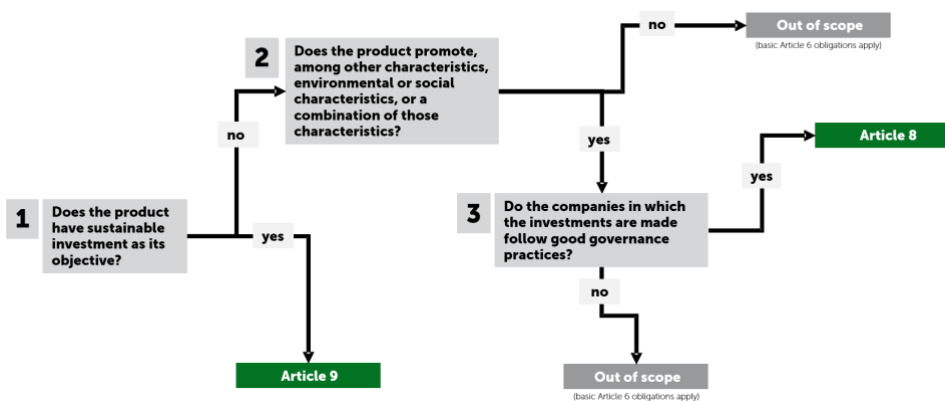 no
Out of scope
(basic Article 6 obligations apply)
2
Does the product promote,
among other characteristics,
environmental or social
characteristics, or a
combination of those
characteristics?
no
yes
Article 8
yes
1
Does the product
have sustainable
investment as its
objective?
yes
3
Do the companies in which
the investments are made
follow good governance
practices?
no
Article 9
Out of scope
(basic Article 6 obligations apply)